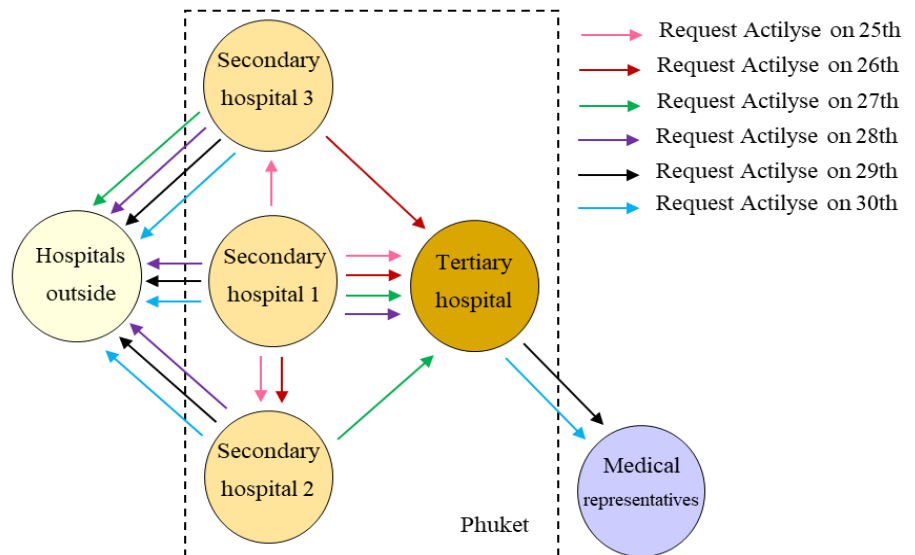 Secondary
hospital 3
Hospitals
outside
Secondary
hospital 1
Tertiary
hospital
Secondary
hospital 2
Medical
representatives
Phuket
Request Actilyse on 25th
Request Actilyse on 26th
Request Actilyse on 27th
Request Actilyse on 28th
Request Actilyse on 29th
Request Actilyse on 30th